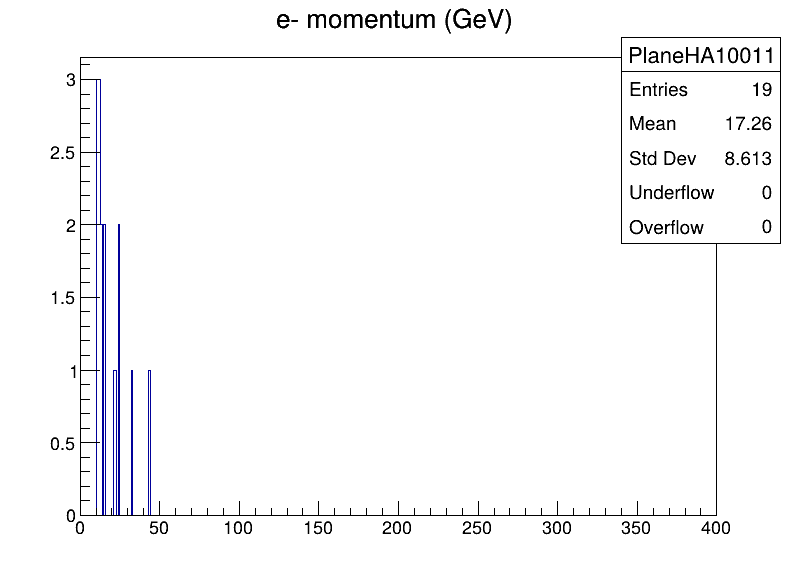 e- momentum (GeV)
PlaneHA10011
Entries 19
Mean 17.26
Std Dev 8.613
Underflow 0
Overflow 0
3
2.5
2
1.5
1
0.5
0
0 50 100 150 200 250 300 350 400